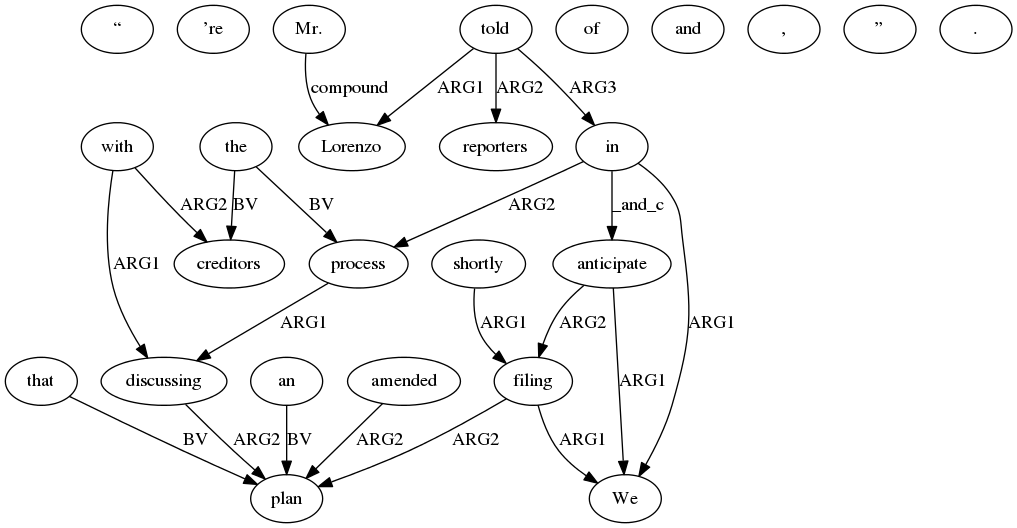 “ ’re Mr. told of and , ” .
compound ARG1 ARG2 ARG3
with the Lorenzo reporters in
ARG2 BV BV ARG2 _and_c
ARG1 creditors process shortly anticipate
ARG1 ARG1 ARG2 ARG1
that discussing an amended filing ARG1
BV ARG2 BV ARG2 ARG2 ARG1
plan We